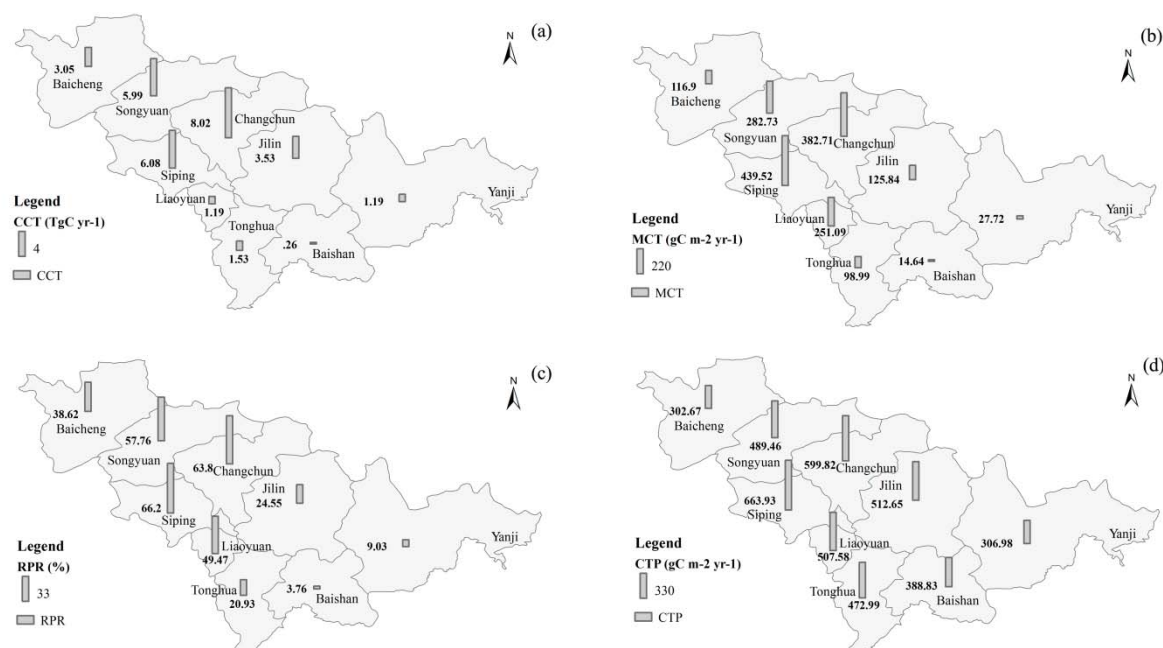 (a)
N
3.05
Baicheng
5.99
Songyuan
8.02
Changchun
Jilin
3.53
6.08
Siping
Liaoyuan
1.19
1.19
Yanji
Tonghua
1.53
.26
Baishan
Legend
CCT (TgC yr-1)
4
CCT
(b)
N
116.9
Baicheng
282.73
Songyuan
382.71
Changchun
Jilin
125.84
439.52
Siping
Liaoyuan
251.09
27.72
Yanji
Tonghua
98.99
14.64
Baishan
Legend
MCT (gC m-2 yr-1)
220
MCT
(c)
N
38.62
Baicheng
57.76
Songyuan
63.8
Changchun
Jilin
24.55
66.2
Siping
Liaoyuan
49.47
9.03
Yanji
Tonghua
20.93
3.76
Baishan
Legend
RPR (%)
33
RPR
(d)
N
302.67
Baicheng
489.46
Songyuan
599.82
Changchun
Jilin
512.65
663.93
Siping
Liaoyuan
507.58
306.98
Yanji
Tonghua
472.99
388.83
Baishan
Legend
CTP (gC m-2 yr-1)
330
CTP